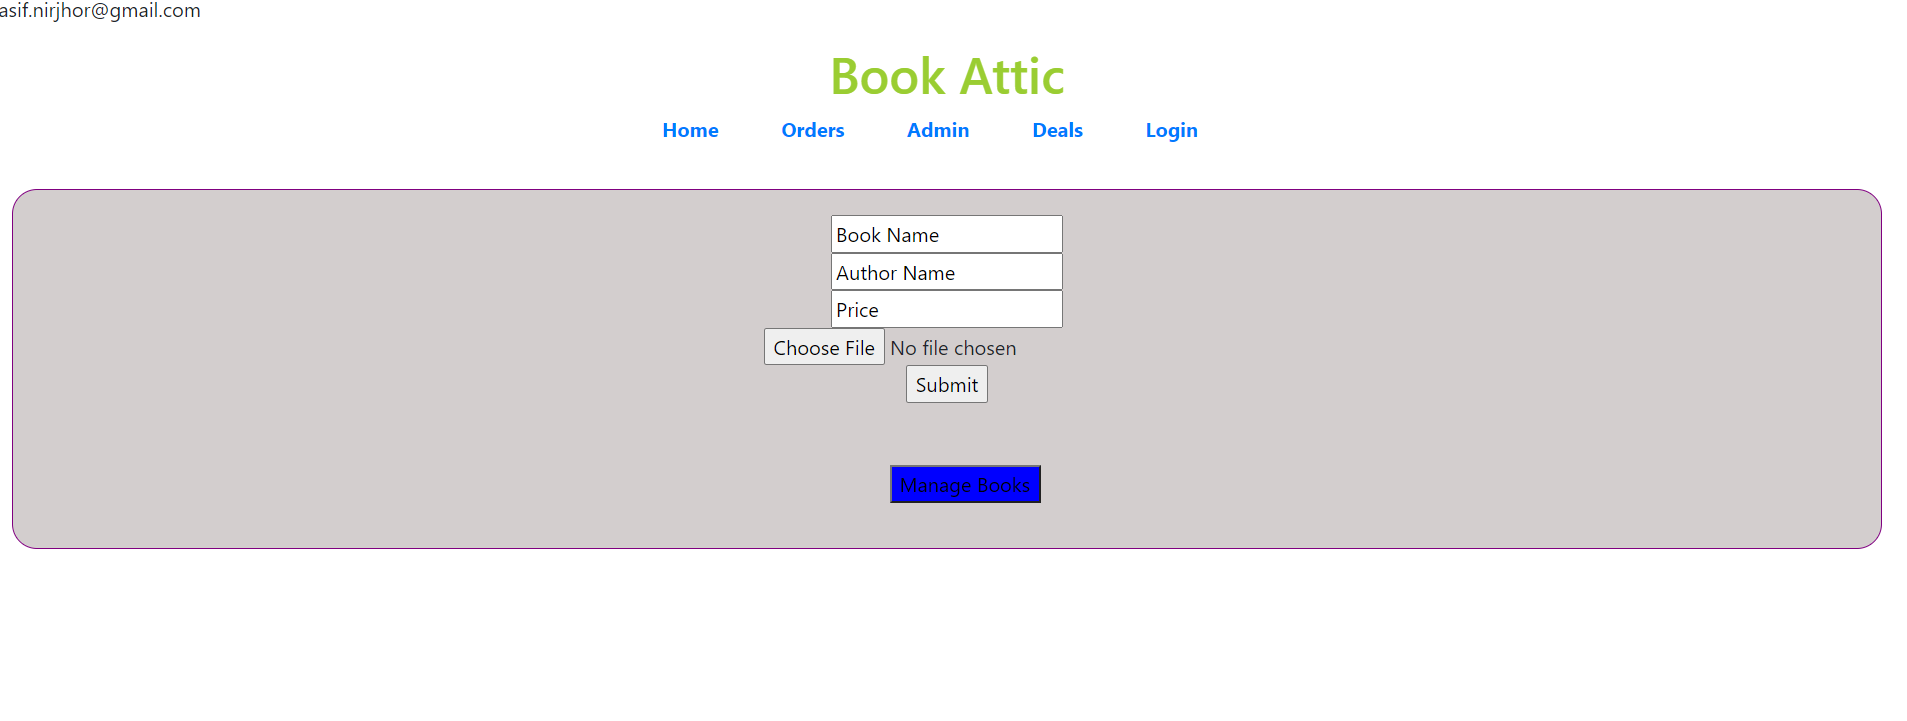 asif.nirjhor@gmail.com
Book Attic
Home Orders Admin Deals Login
Book Name
Author Name
Price
Choose File No file chosen
Submit
Manage Books